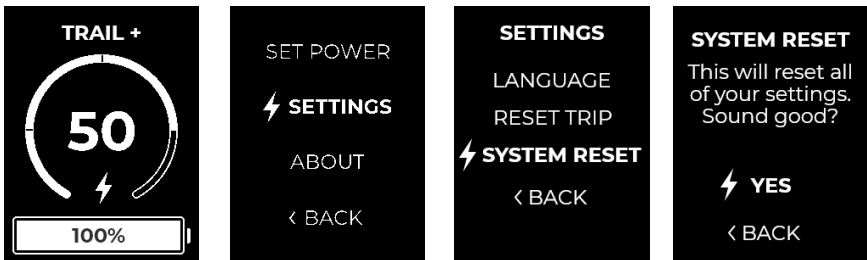 TRAIL +
50
100%
SET POWER
SETTINGS
ABOUT
< BACK
SETTINGS
LANGUAGE
RESET TRIP
SYSTEM RESET
< BACK
SYSTEM RESET
This will reset all
of your settings.
Sound good?
YES
< BACK